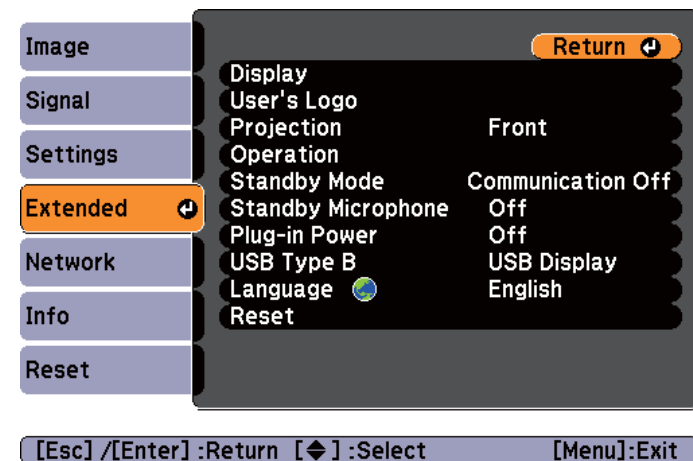 Image
Signal
Settings
Extended
Network
Info
Reset
Return
Display
User's Logo
Projection Front
Operation
Standby Mode Communication Off
Standby Microphone Off
Plug-in Power Off
USB Type B USB Display
Language English
Reset
[Esc] /[Enter] :Return [◆] :Select [Menu]:Exit